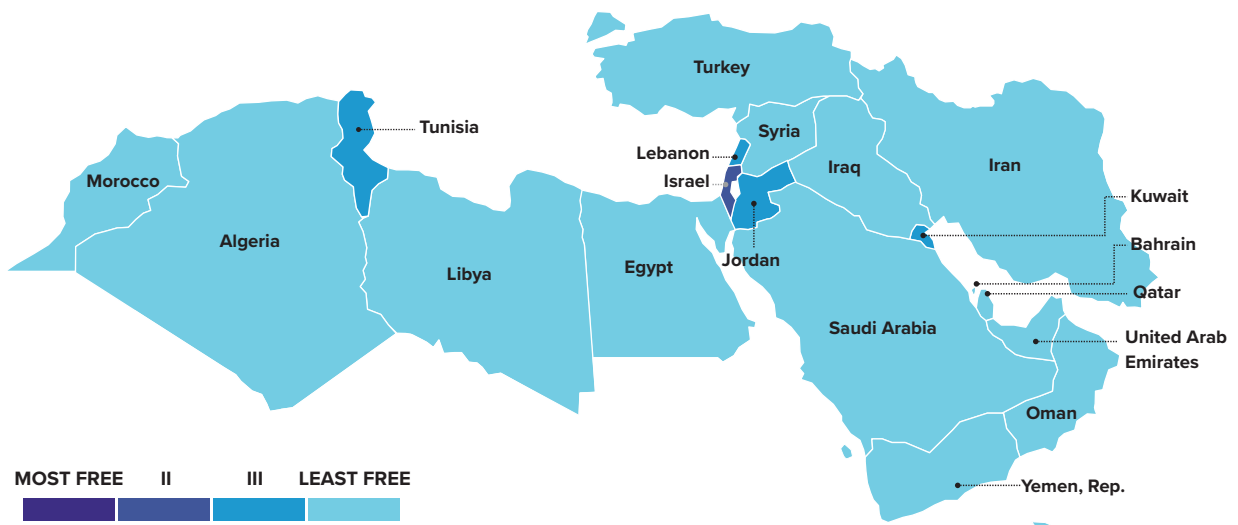 Turkey
Tunisia
Syria
Lebanon
Iraq
Iran
Morocco
Israel
Kuwait
Algeria
Bahrain
Jordan
Libya
Egypt
Qatar
Saudi Arabia
United Arab
Emirates
Oman
MOST FREE II III LEAST FREE
Yemen, Rep.